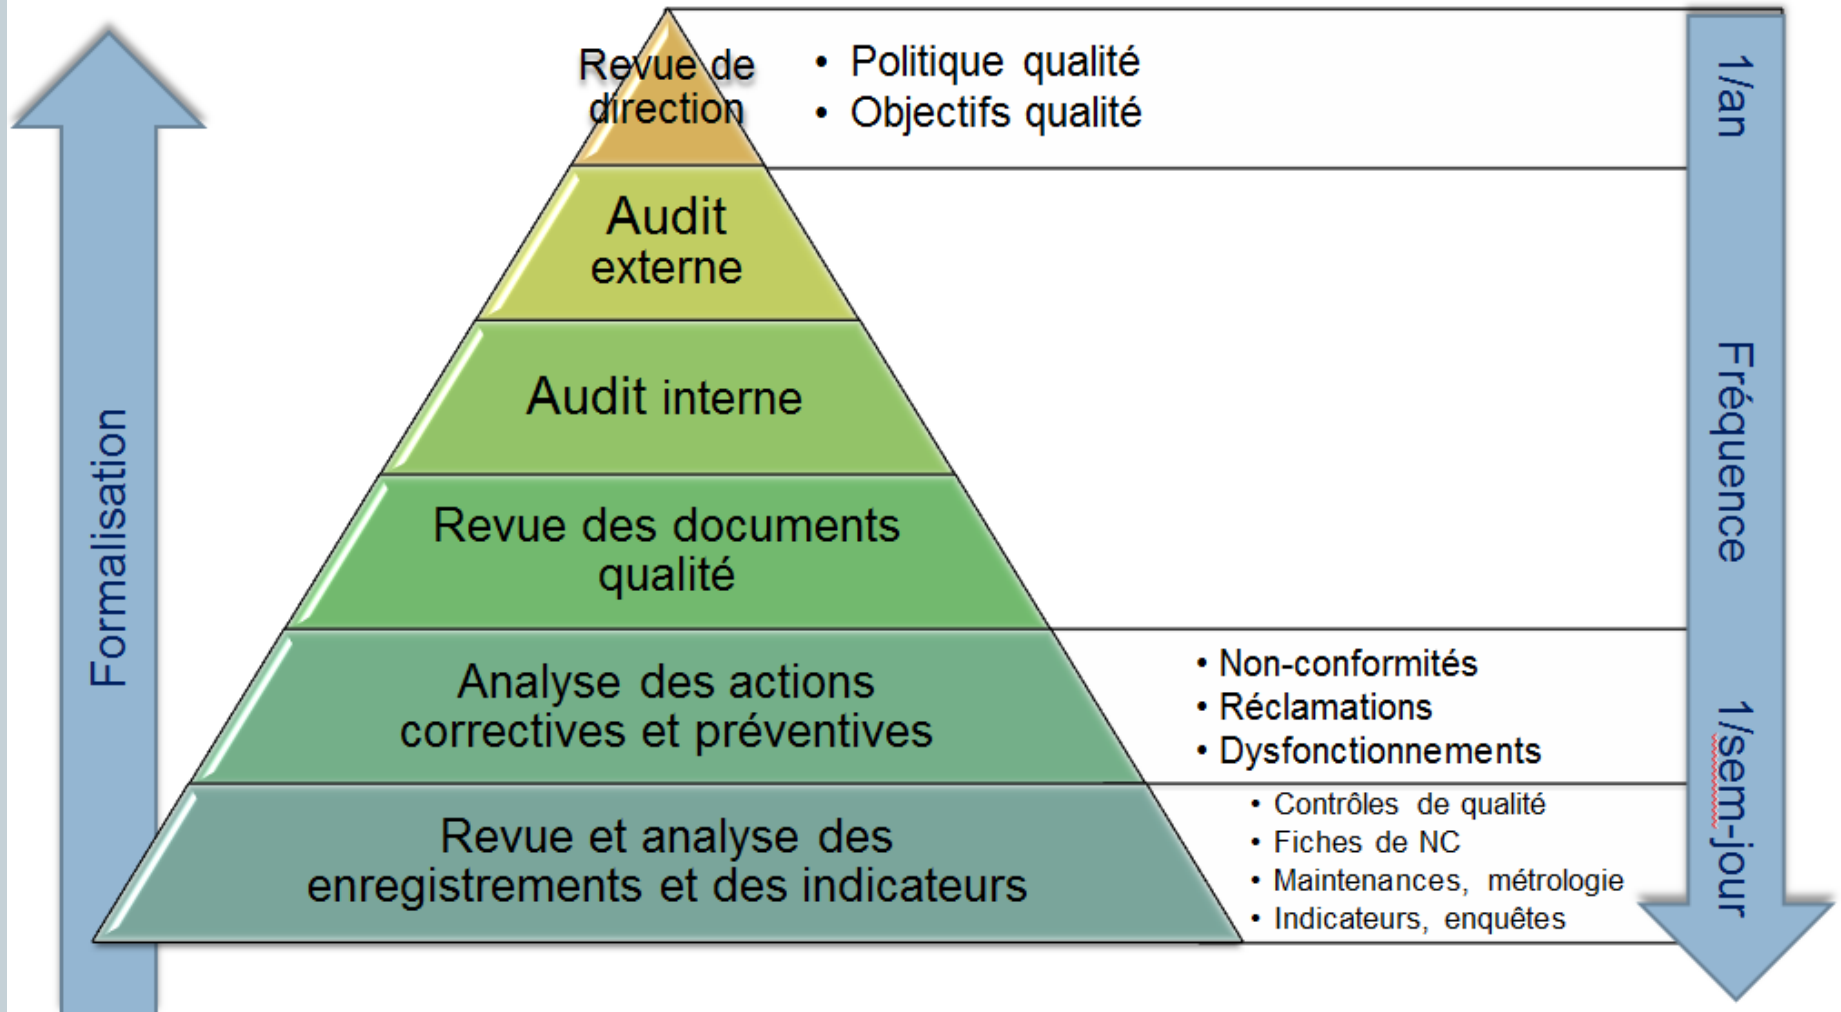 Revue de
direction
• Politique qualité
• Objectifs qualité
1/an
Audit
externe
Audit interne
Fréquence
Formalisation
Revue des documents
qualité
Analyse des actions
correctives et préventives
• Non-conformités
• Réclamations
• Dysfonctionnements
1/sem-jour
Revue et analyse des
enregistrements et des indicateurs
• Contrôles de qualité
• Fiches de NC
• Maintenances, métrologie
• Indicateurs, enquêtes